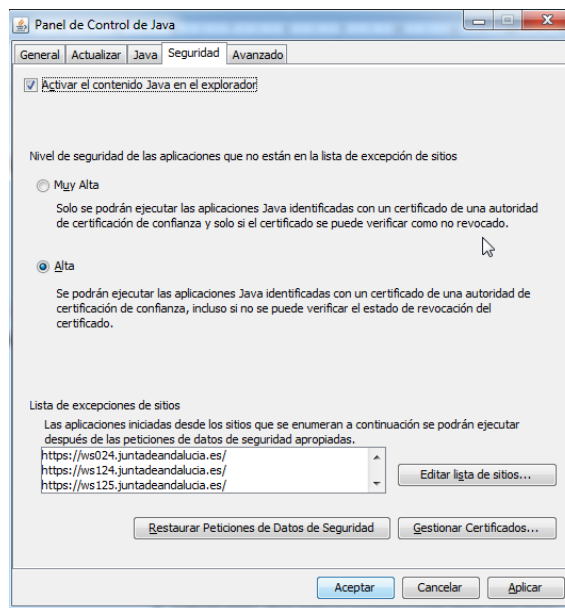 Panel de Control de Java
General Actualizar Java Seguridad Avanzado
Activar el contenido Java en el explorador
Nivel de seguridad de las aplicaciones que no están en la lista de excepción de sitios
Muy Alta
Solo se podrán ejecutar las aplicaciones Java identificadas con un certificado de una autoridad
de certificación de confianza y solo si el certificado se puede verificar como no revocado.
Alta
Se podrán ejecutar las aplicaciones Java identificadas con un certificado de una autoridad de
certificación de confianza, incluso si no se puede verificar el estado de revocación del
certificado.
Lista de excepciones de sitios
Las aplicaciones iniciadas desde los sitios que se enumeran a continuación se podrán ejecutar
después de las peticiones de datos de seguridad apropiadas.
https://ws024.juntadeandalucia.es/
https://ws124.juntadeandalucia.es/
https://ws125.juntadeandalucia.es/
Editar lista de sitios...
Restaurar Peticiones de Datos de Seguridad Gestionar Certificados...
Aceptar Cancelar Aplicar